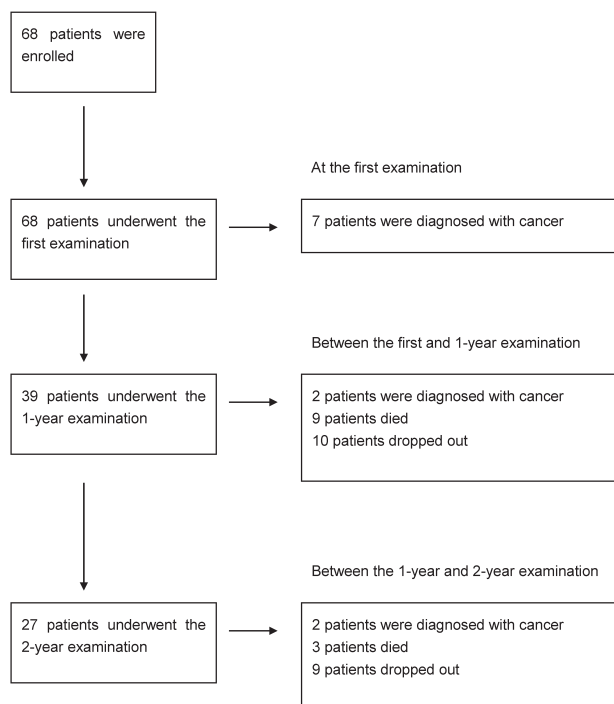 68 patients were
enrolled
At the first examination
68 patients underwent the
first examination
7 patients were diagnosed with cancer
Between the first and 1-year examination
39 patients underwent the
1-year examination
2 patients were diagnosed with cancer
9 patients died
10 patients dropped out
Between the 1-year and 2-year examination
27 patients underwent the
2-year examination
2 patients were diagnosed with cancer
3 patients died
9 patients dropped out